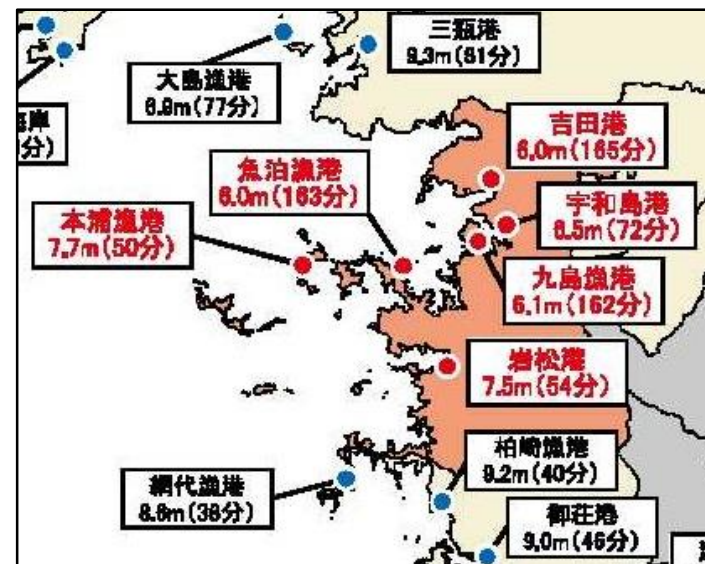 三瓶港
9.3m(81分)
大島漁港
6.9m(77分)
海岸
分)
吉田港
6.0m(165分)
魚泊漁港
6.0m(163分)
宇和島港
6.5m(72分)
本浦漁港
7.7m(50分)
九島漁港
6.1m(162分)
岩松港
7.5m(54分)
柏崎漁港
9.2m(40分)
網代漁港
8.6m(38分)
御荘港
9.0m(46分)